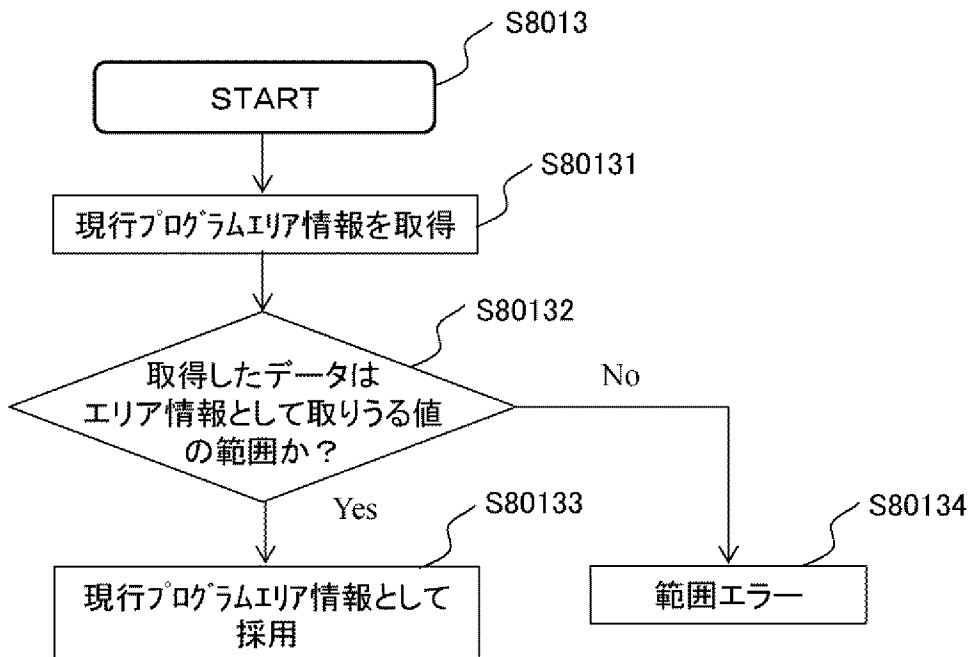 S8013
START
S80131
現行ﾌﾟﾛｸﾞﾗﾑｴﾘｱ情報を取得
S80132
取得したデータは
エリア情報として取りうる値
の範囲か？
No
Yes
S80133
S80134
現行ﾌﾟﾛｸﾞﾗﾑｴﾘｱ情報として
採用
範囲エラー